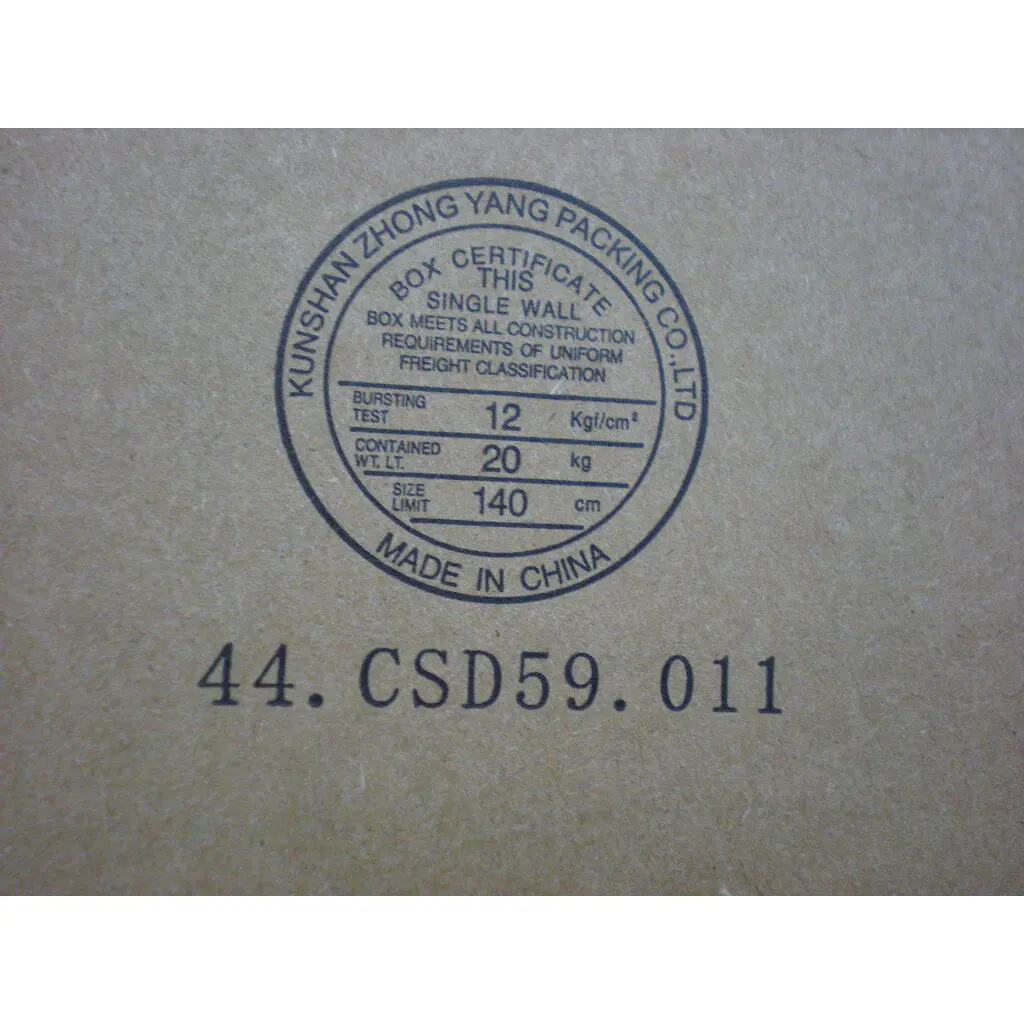 KUNSHAN ZHONG YANG PACKING CO.,LTD
BOX CERTIFICATE
THIS
SINGLE WALL
BOX MEETS ALL CONSTRUCTION
REQUIREMENTS OF UNIFORM
FREIGHT CLASSIFICATION
BURSTING TEST 12 Kgf/cm²
CONTAINED WT. LT. 20 kg
SIZE LIMIT 140 cm
MADE IN CHINA
44.CSD59.011